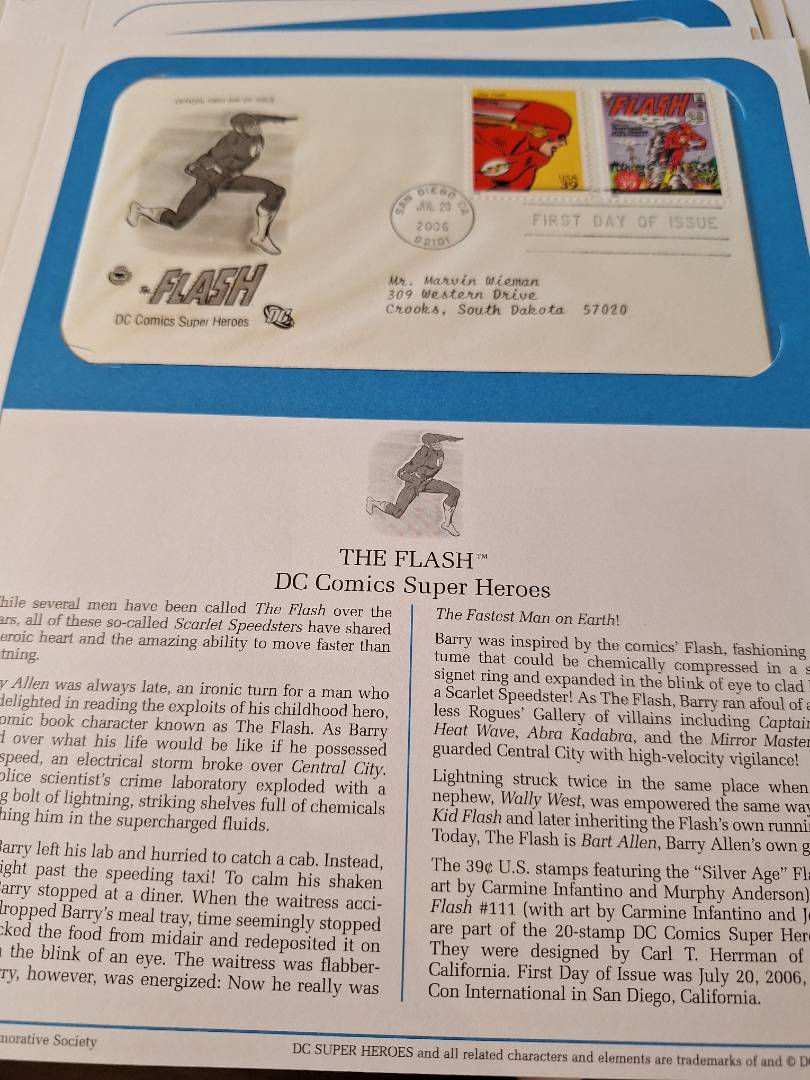 OFFICIAL FIRST DAY OF ISSUE
The Flash
USA
39
FLASH
39
SAN DIEGO CA
JUL 20
2006
92101
FIRST DAY OF ISSUE
The FLASH
DC
DC Comics Super Heroes
Mr. Marvin Wieman
309 Western Drive
Crooks, South Dakota 57020
THE FLASH™
DC Comics Super Heroes
hile several men have been called The Flash over the
ars, all of these so-called Scarlet Speedsters have shared
eroic heart and the amazing ability to move faster than
tning.
y Allen was always late, an ironic turn for a man who
delighted in reading the exploits of his childhood hero,
omic book character known as The Flash. As Barry
d over what his life would be like if he possessed
speed, an electrical storm broke over Central City.
olice scientist's crime laboratory exploded with a
g bolt of lightning, striking shelves full of chemicals
hing him in the supercharged fluids.
arry left his lab and hurried to catch a cab. Instead,
ight past the speeding taxi! To calm his shaken
arry stopped at a diner. When the waitress acci-
dropped Barry's meal tray, time seemingly stopped
cked the food from midair and redeposited it on
the blink of an eye. The waitress was flabber-
rry, however, was energized: Now he really was
The Fastest Man on Earth!
Barry was inspired by the comics' Flash, fashioning
tume that could be chemically compressed in a s
signet ring and expanded in the blink of eye to clad
a Scarlet Speedster! As The Flash, Barry ran afoul of a
less Rogues' Gallery of villains including Captain
Heat Wave, Abra Kadabra, and the Mirror Master
guarded Central City with high-velocity vigilance!
Lightning struck twice in the same place when
nephew, Wally West, was empowered the same way
Kid Flash and later inheriting the Flash's own runni
Today, The Flash is Bart Allen, Barry Allen's own g
The 39¢ U.S. stamps featuring the "Silver Age" Fl
art by Carmine Infantino and Murphy Anderson)
Flash #111 (with art by Carmine Infantino and J
are part of the 20-stamp DC Comics Super Her
They were designed by Carl T. Herrman of
California. First Day of Issue was July 20, 2006,
Con International in San Diego, California.
morative Society
DC SUPER HEROES and all related characters and elements are trademarks of and © DC